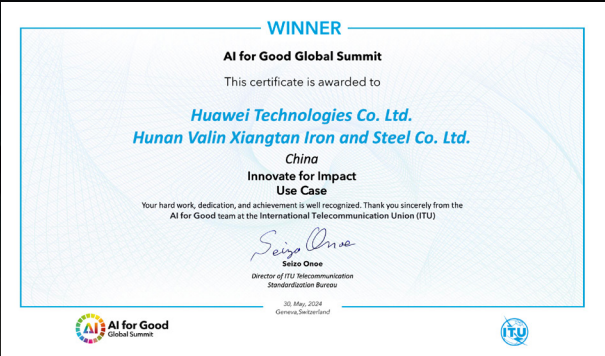 WINNER
AI for Good Global Summit
This certificate is awarded to
Huawei Technologies Co. Ltd.
Hunan Valin Xiangtan Iron and Steel Co. Ltd.
China
Innovate for Impact
Use Case
Your hard work, dedication, and achievement is well recognized. Thank you sincerely from the
AI for Good team at the International Telecommunication Union (ITU)
Seizo Onoe
Seizo Onoe
Director of ITU Telecommunication
Standardization Bureau
30, May, 2024
Geneva,Switzerland
AI
AI for Good
Global Summit
ITU